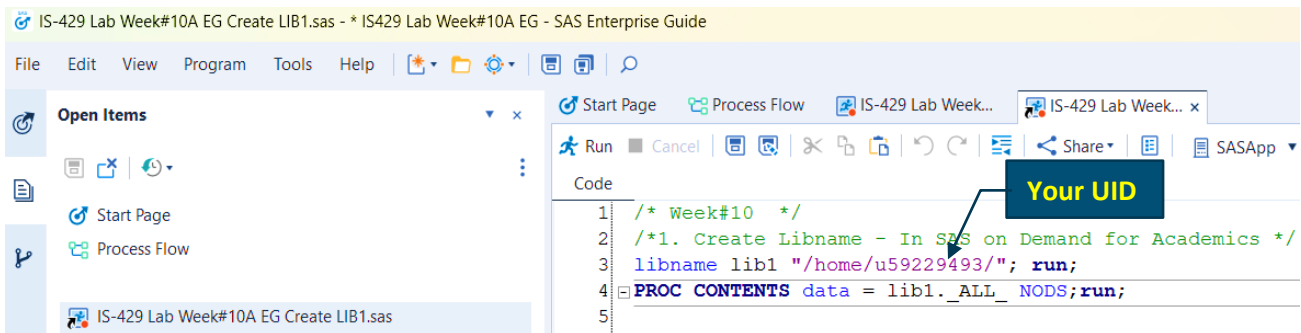 IS-429 Lab Week#10A EG Create LIB1.sas - * IS429 Lab Week#10A EG - SAS Enterprise Guide
File Edit View Program Tools Help
Open Items
Start Page
Process Flow
IS-429 Lab Week#10A EG Create LIB1.sas
Start Page Process Flow IS-429 Lab Week... IS-429 Lab Week...
Run Cancel Share SASApp
Code
Your UID
1 /* Week#10 */
2 /*1. Create Libname - In SAS on Demand for Academics */
3 libname lib1 "/home/u59229493/"; run;
4 PROC CONTENTS data = lib1._ALL_ NODS;run;
5